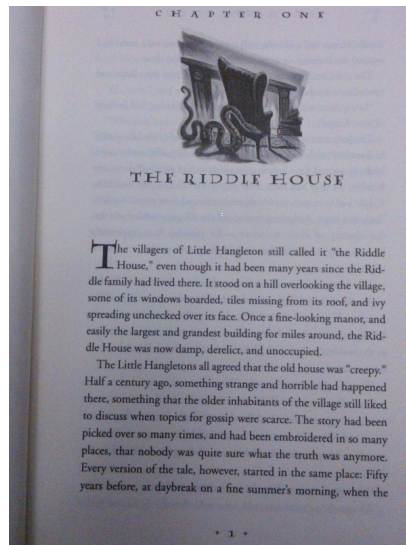 CHAPTER ONE
THE RIDDLE HOUSE
The villagers of Little Hangleton still called it "the Riddle
House," even though it had been many years since the Rid-
dle family had lived there. It stood on a hill overlooking the village,
some of its windows boarded, tiles missing from its roof, and ivy
spreading unchecked over its face. Once a fine-looking manor, and
easily the largest and grandest building for miles around, the Rid-
dle House was now damp, derelict, and unoccupied.
The Little Hangletons all agreed that the old house was "creepy."
Half a century ago, something strange and horrible had happened
there, something that the older inhabitants of the village still liked
to discuss when topics for gossip were scarce. The story had been
picked over so many times, and had been embroidered in so many
places, that nobody was quite sure what the truth was anymore.
Every version of the tale, however, started in the same place: Fifty
years before, at daybreak on a fine summer's morning, when the
* 1 *